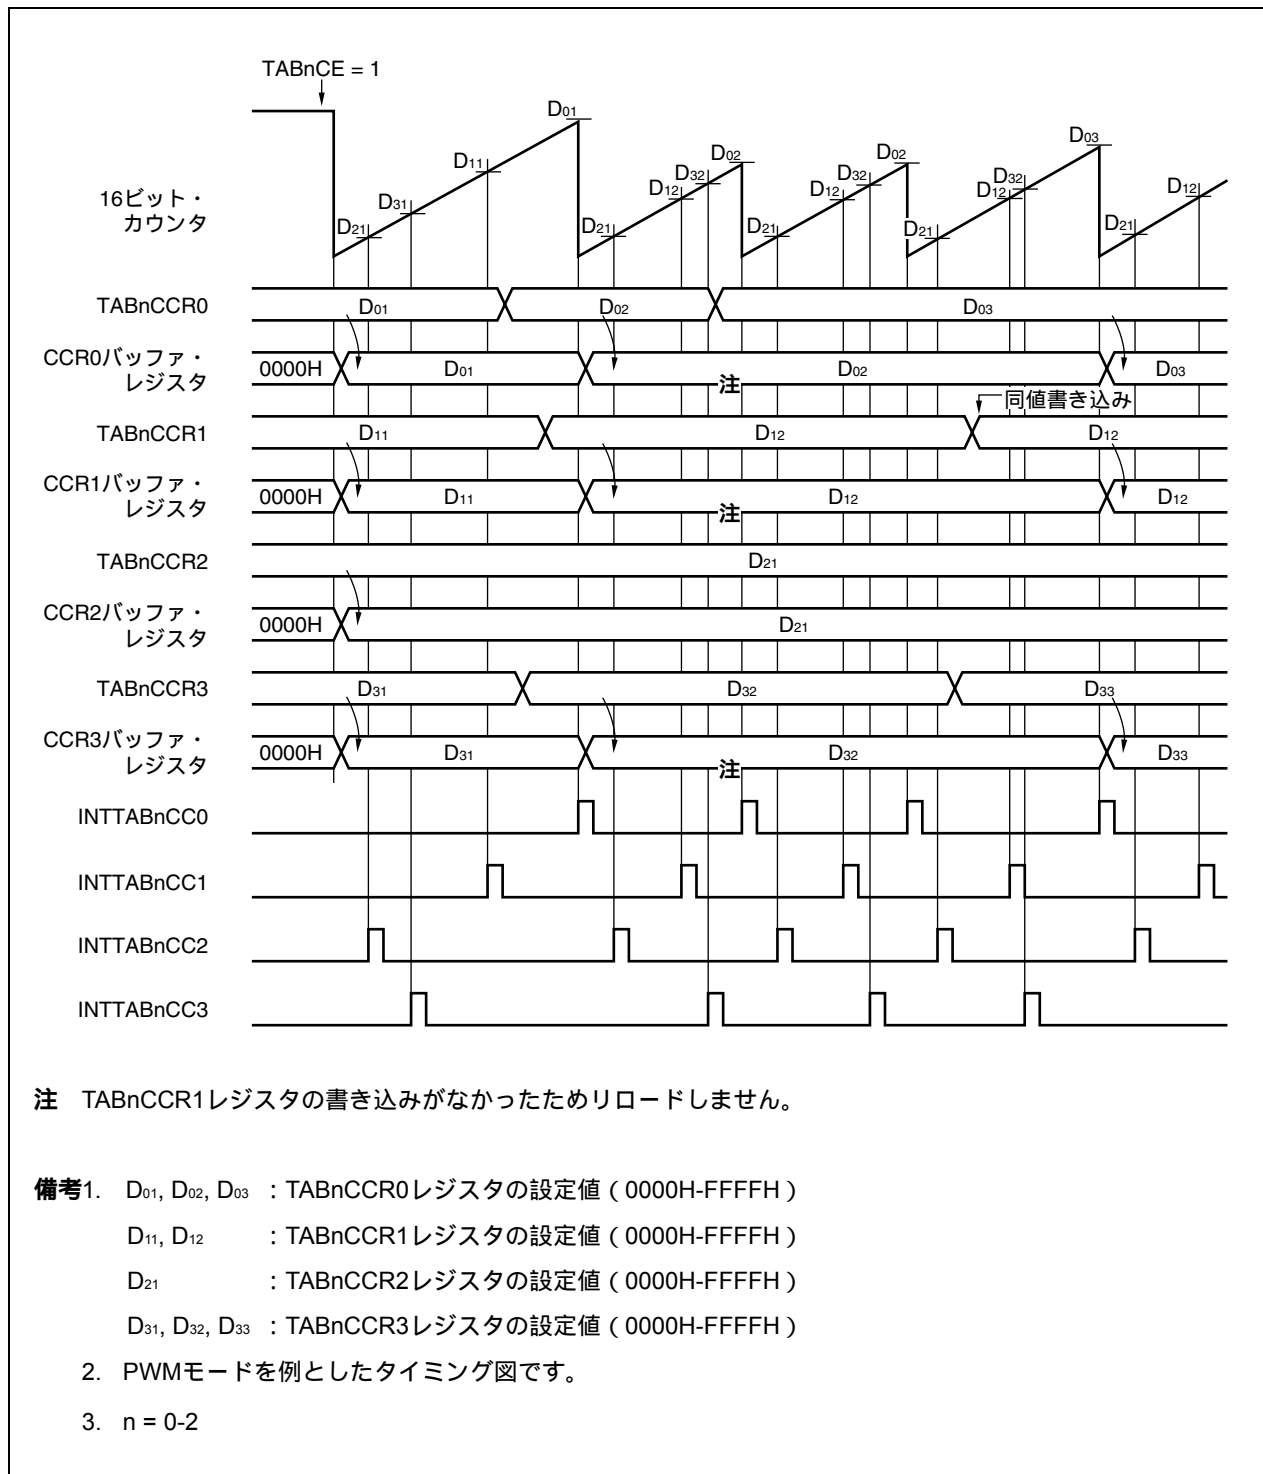 TABnCE = 1
D01
D11
D31
D21
D02
D32
D12
D21
D02
D32
D12
D21
D03
D32
D12
D21
D12
D21
16ビット・
カウンタ
TABnCCR0
D01
D02
D03
CCR0バッファ・
レジスタ
0000H
D01
注
D02
D03
同値書き込み
TABnCCR1
D11
D12
D12
CCR1バッファ・
レジスタ
0000H
D11
注
D12
D12
TABnCCR2
D21
CCR2バッファ・
レジスタ
0000H
D21
TABnCCR3
D31
D32
D33
CCR3バッファ・
レジスタ
0000H
D31
注
D32
D33
INTTABnCC0
INTTABnCC1
INTTABnCC2
INTTABnCC3
注 TABnCCR1レジスタの書き込みがなかったためリロードしません。
備考1. D01, D02, D03 : TABnCCR0レジスタの設定値(0000H-FFFFH)
D11, D12 : TABnCCR1レジスタの設定値(0000H-FFFFH)
D21 : TABnCCR2レジスタの設定値(0000H-FFFFH)
D31, D32, D33 : TABnCCR3レジスタの設定値(0000H-FFFFH)
2. PWMモードを例としたタイミング図です。
3. n = 0-2